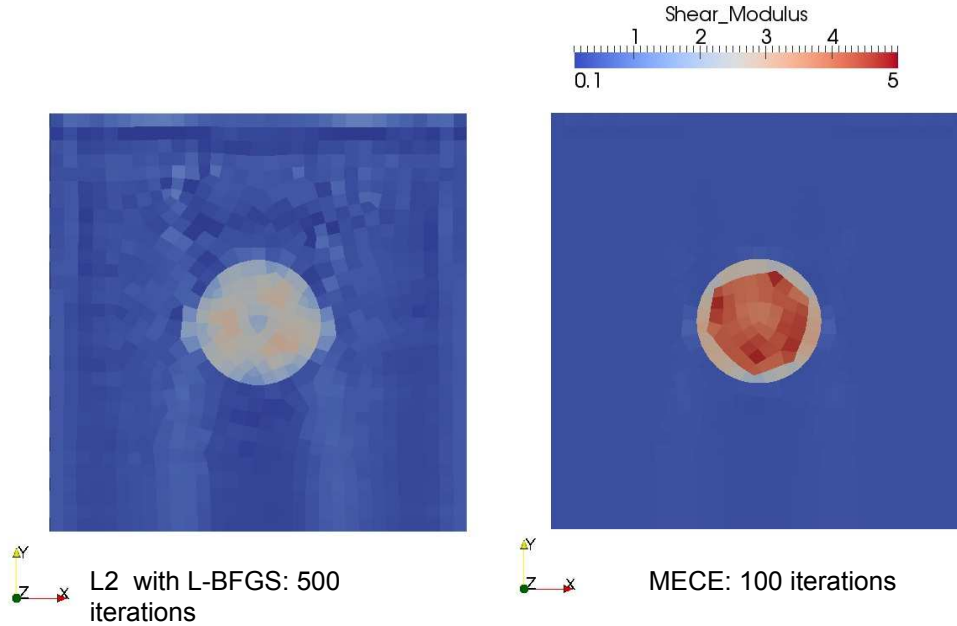 Shear_Modulus
1 2 3 4
0.1 5
Y
Z X
L2 with L-BFGS: 500
iterations
Y
Z X
MECE: 100 iterations